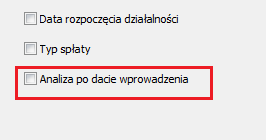 Data rozpoczęcia działalności
Typ spłaty
Analiza po dacie wprowadzenia